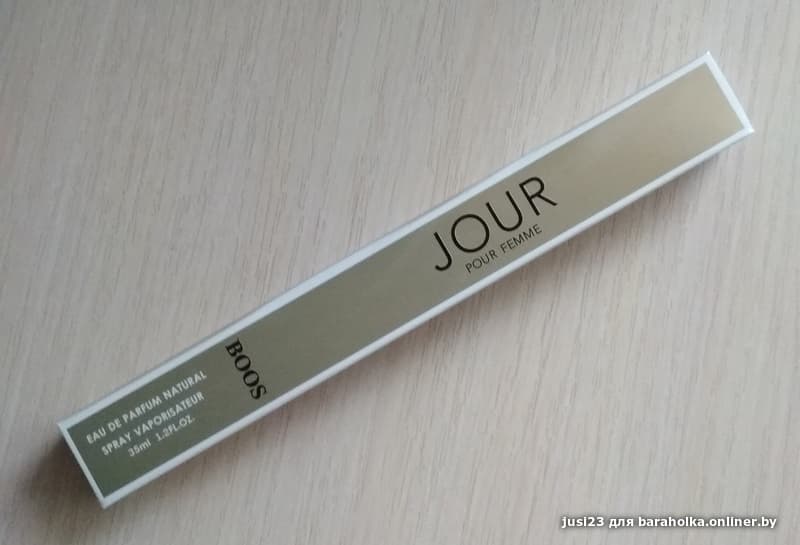 JOUR
POUR FEMME
BOOS
EAU DE PARFUM NATURAL
SPRAY VAPORISATEUR
35ml 1.2FL.OZ.
jusi23 для baraholka.onliner.by